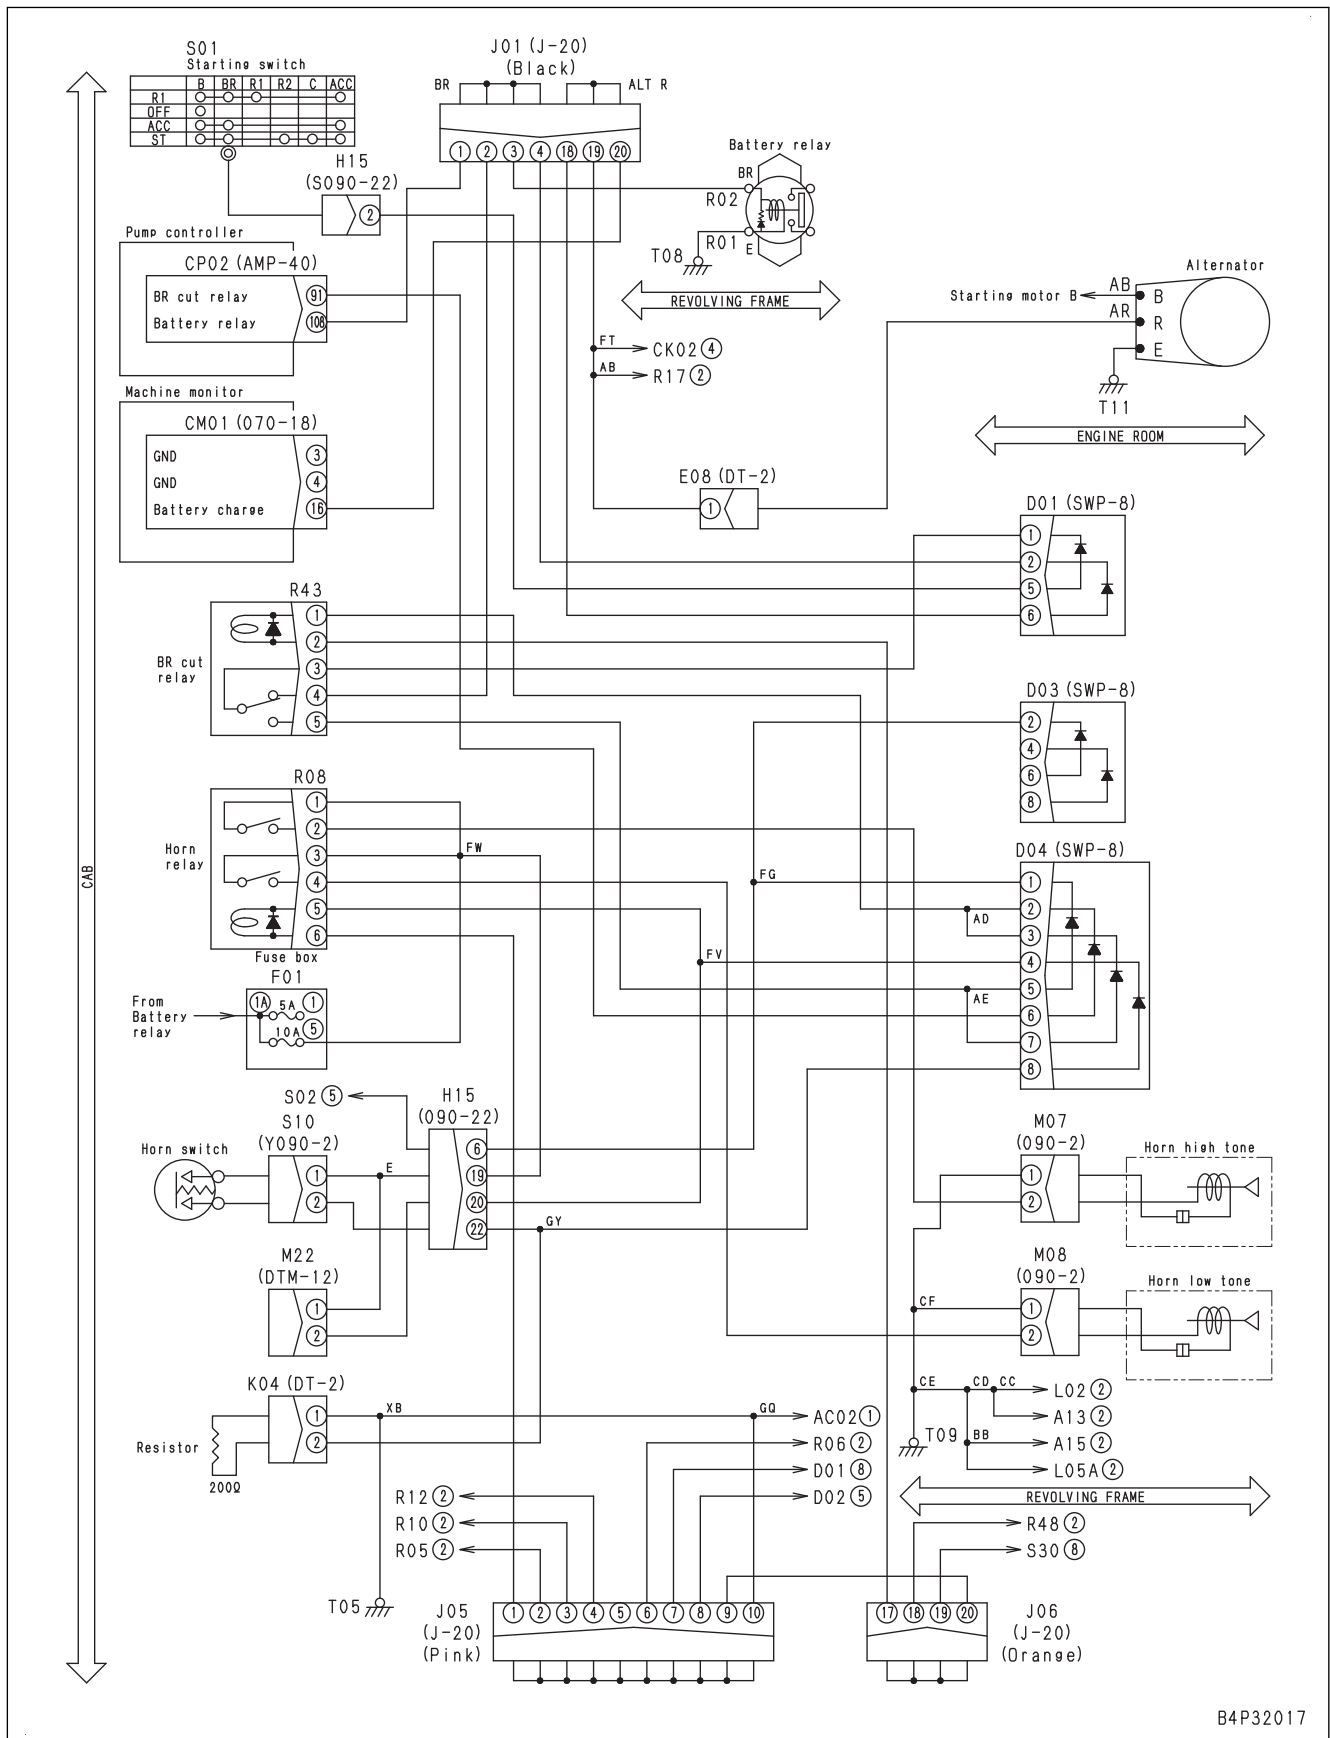 S01
Starting switch
B BR R1 R2 C ACC
R1
OFF
ACC
ST
J01 (J-20)
(Black)
BR
ALT R
1 2 3 4 18 19 20
H15
(S090-22)
2
Battery relay
BR
R02
R01
E
T08
REVOLVING FRAME
Pump controller
CP02 (AMP-40)
BR cut relay 91
Battery relay 108
FT
CK02 4
AB
R17 2
Alternator
Starting motor B
AB
B
AR
R
E
T11
ENGINE ROOM
Machine monitor
CM01 (070-18)
GND 3
GND 4
Battery charge 16
E08 (DT-2)
1
D01 (SWP-8)
1
2
5
6
R43
BR cut
relay
1
2
3
4
5
D03 (SWP-8)
2
4
6
8
R08
Horn
relay
1
2
3
4
5
6
FW
FG
AD
FV
AE
D04 (SWP-8)
1
2
3
4
5
6
7
8
CAB
Fuse box
F01
From
Battery
relay
1A 5A 1
10A 5
S02 5
H15
(090-22)
6
19
20
22
S10
(Y090-2)
Horn switch
1
2
E
GY
M22
(DTM-12)
1
2
M07
(090-2)
1
2
Horn high tone
M08
(090-2)
1
2
Horn low tone
CF
K04 (DT-2)
1
2
Resistor
200Ω
XB
GQ
AC02 1
R06 2
D01 8
D02 5
CE CD CC
L02 2
A13 2
BB
A15 2
L05A 2
T09
REVOLVING FRAME
R12 2
R10 2
R05 2
R48 2
S30 8
T05
J05
(J-20)
(Pink)
1 2 3 4 5 6 7 8 9 10
17 18 19 20
J06
(J-20)
(Orange)
B4P32017